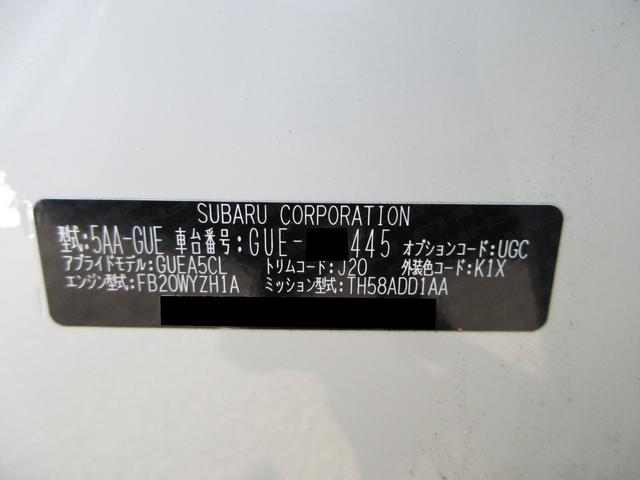 SUBARU CORPORATION
型式:5AA-GUE 車台番号:GUE- 445 オプションコード:UGC
アプライドモデル:GUEA5CL トリムコード:J20 外装色コード:K1X
エンジン型式:FB20WYZH1A ミッション型式:TH58ADD1AA